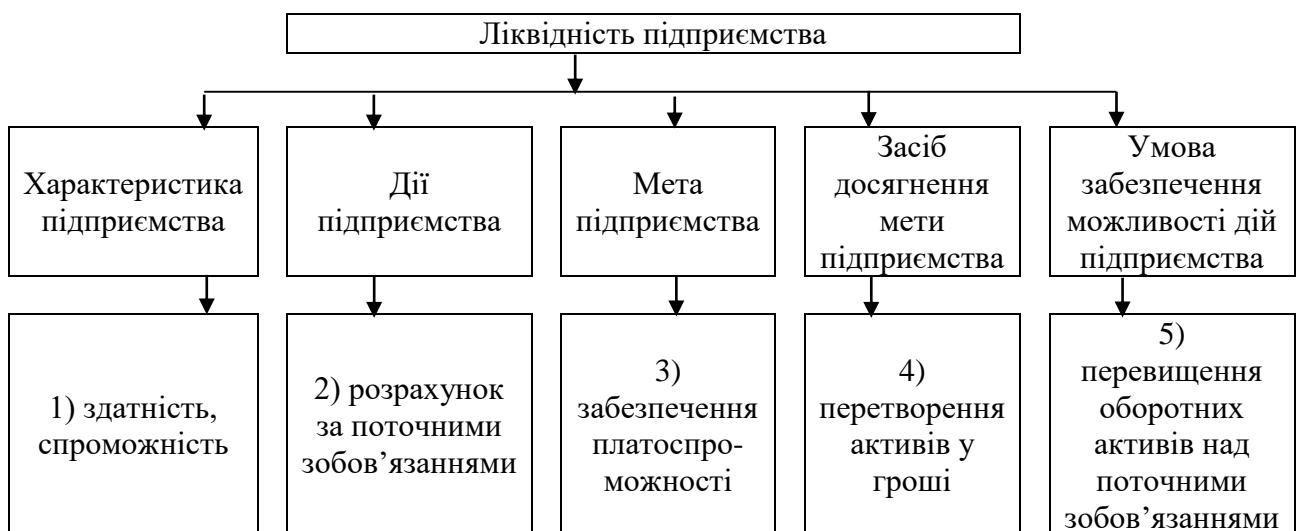 Ліквідність підприємства
Характеристика
підприємства
Дії
підприємства
Мета
підприємства
Засіб
досягнення
мети
підприємства
Умова
забезпечення
можливості дій
підприємства
1) здатність,
спроможність
2) розрахунок
за поточними
зобов’язаннями
3)
забезпечення
платоспро-
можності
4)
перетворення
активів у
гроші
5)
перевищення
оборотних
активів над
поточними
зобов’язаннями